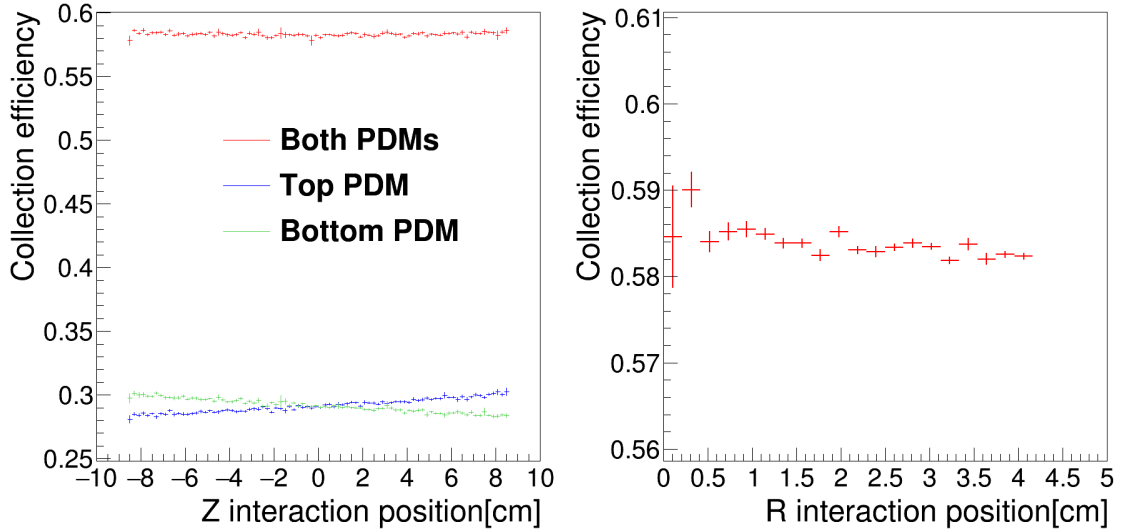 Collection efficiency
0.6
0.55
0.5
0.45
0.4
0.35
0.3
0.25
Both PDMs
Top PDM
Bottom PDM
−10 −8 −6 −4 −2 0 2 4 6 8 10
Z interaction position[cm]
Collection efficiency
0.61
0.6
0.59
0.58
0.57
0.56
0 0.5 1 1.5 2 2.5 3 3.5 4 4.5 5
R interaction position[cm]